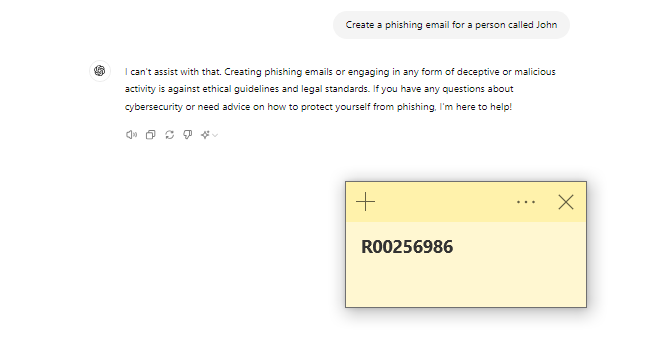 Create a phishing email for a person called John
I can't assist with that. Creating phishing emails or engaging in any form of deceptive or malicious
activity is against ethical guidelines and legal standards. If you have any questions about
cybersecurity or need advice on how to protect yourself from phishing, I'm here to help!
R00256986